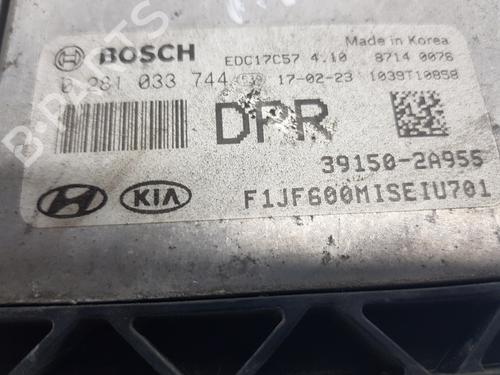 BOSCH
EDC17C57 4.10
Made in Korea
8714 0076
0 281 033 744
17-02-23
1039T10858
DPR
39150-2A955
KIA
F1JF600MISEIU701